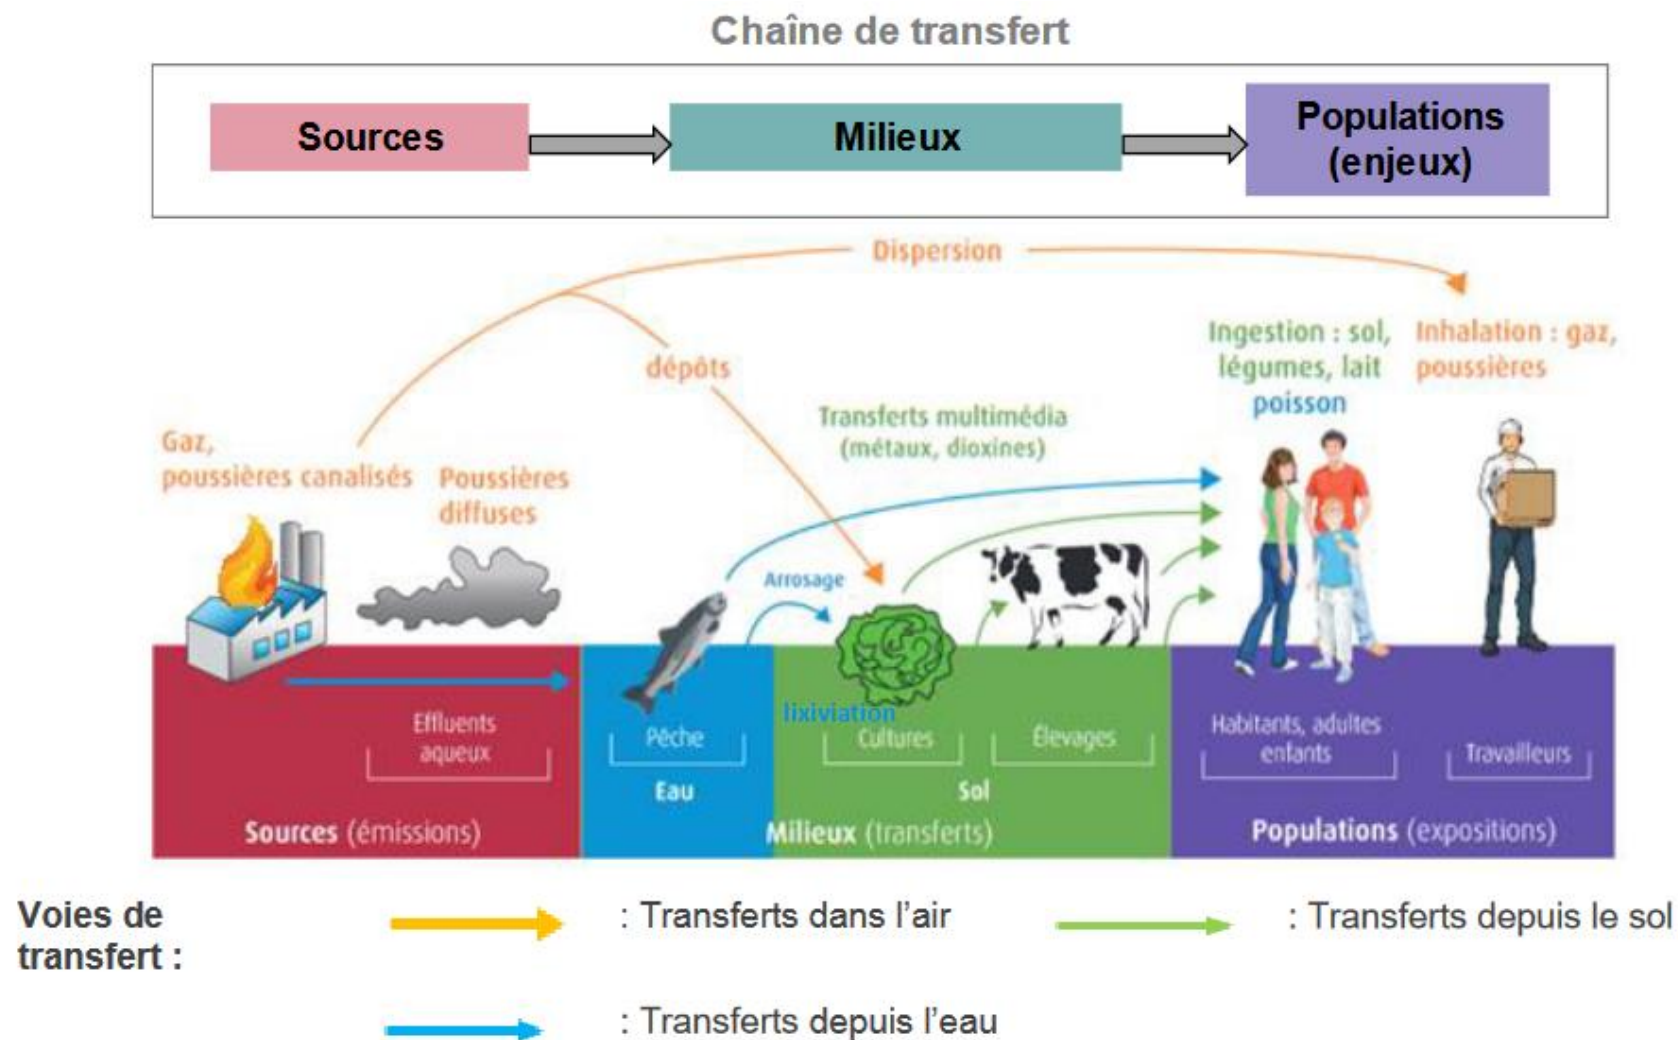 Chaîne de transfert
Sources
Milieux
Populations
(enjeux)
Dispersion
dépôts
Ingestion : sol,
légumes, lait
poisson
Inhalation : gaz,
poussières
Transferts multimédia
(métaux, dioxines)
Gaz,
poussières canalisés
Poussières
diffuses
Arrosage
lixiviation
Effluents
aqueux
Pêche
Cultures
Élevages
Habitants, adultes
enfants
Travailleurs
Eau
Sol
Sources (émissions)
Milieux (transferts)
Populations (expositions)
Voies de
transfert :
: Transferts dans l'air
: Transferts depuis le sol
: Transferts depuis l'eau